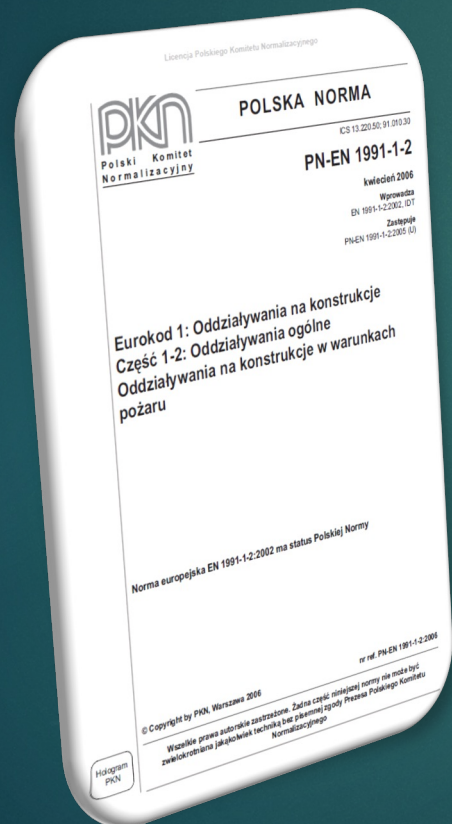 Licencja Polskiego Komitetu Normalizacyjnego
PKN
Polski Komitet
Normalizacyjny
POLSKA NORMA
ICS 13.220.50; 91.010.30
PN-EN 1991-1-2
kwiecień 2006
Wprowadza
EN 1991-1-2:2002, IDT
Zastępuje
PN-EN 1991-1-2:2005 (U)
Eurokod 1: Oddziaływania na konstrukcje
Część 1-2: Oddziaływania ogólne
Oddziaływania na konstrukcje w warunkach
pożaru
Norma europejska EN 1991-1-2:2002 ma status Polskiej Normy
nr ref. PN-EN 1991-1-2:2006
© Copyright by PKN, Warszawa 2006
Wszelkie prawa autorskie zastrzeżone. Żadna część niniejszej normy nie może być
zwielokrotniana jakąkolwiek techniką bez pisemnej zgody Prezesa Polskiego Komitetu
Normalizacyjnego
Hologram
PKN